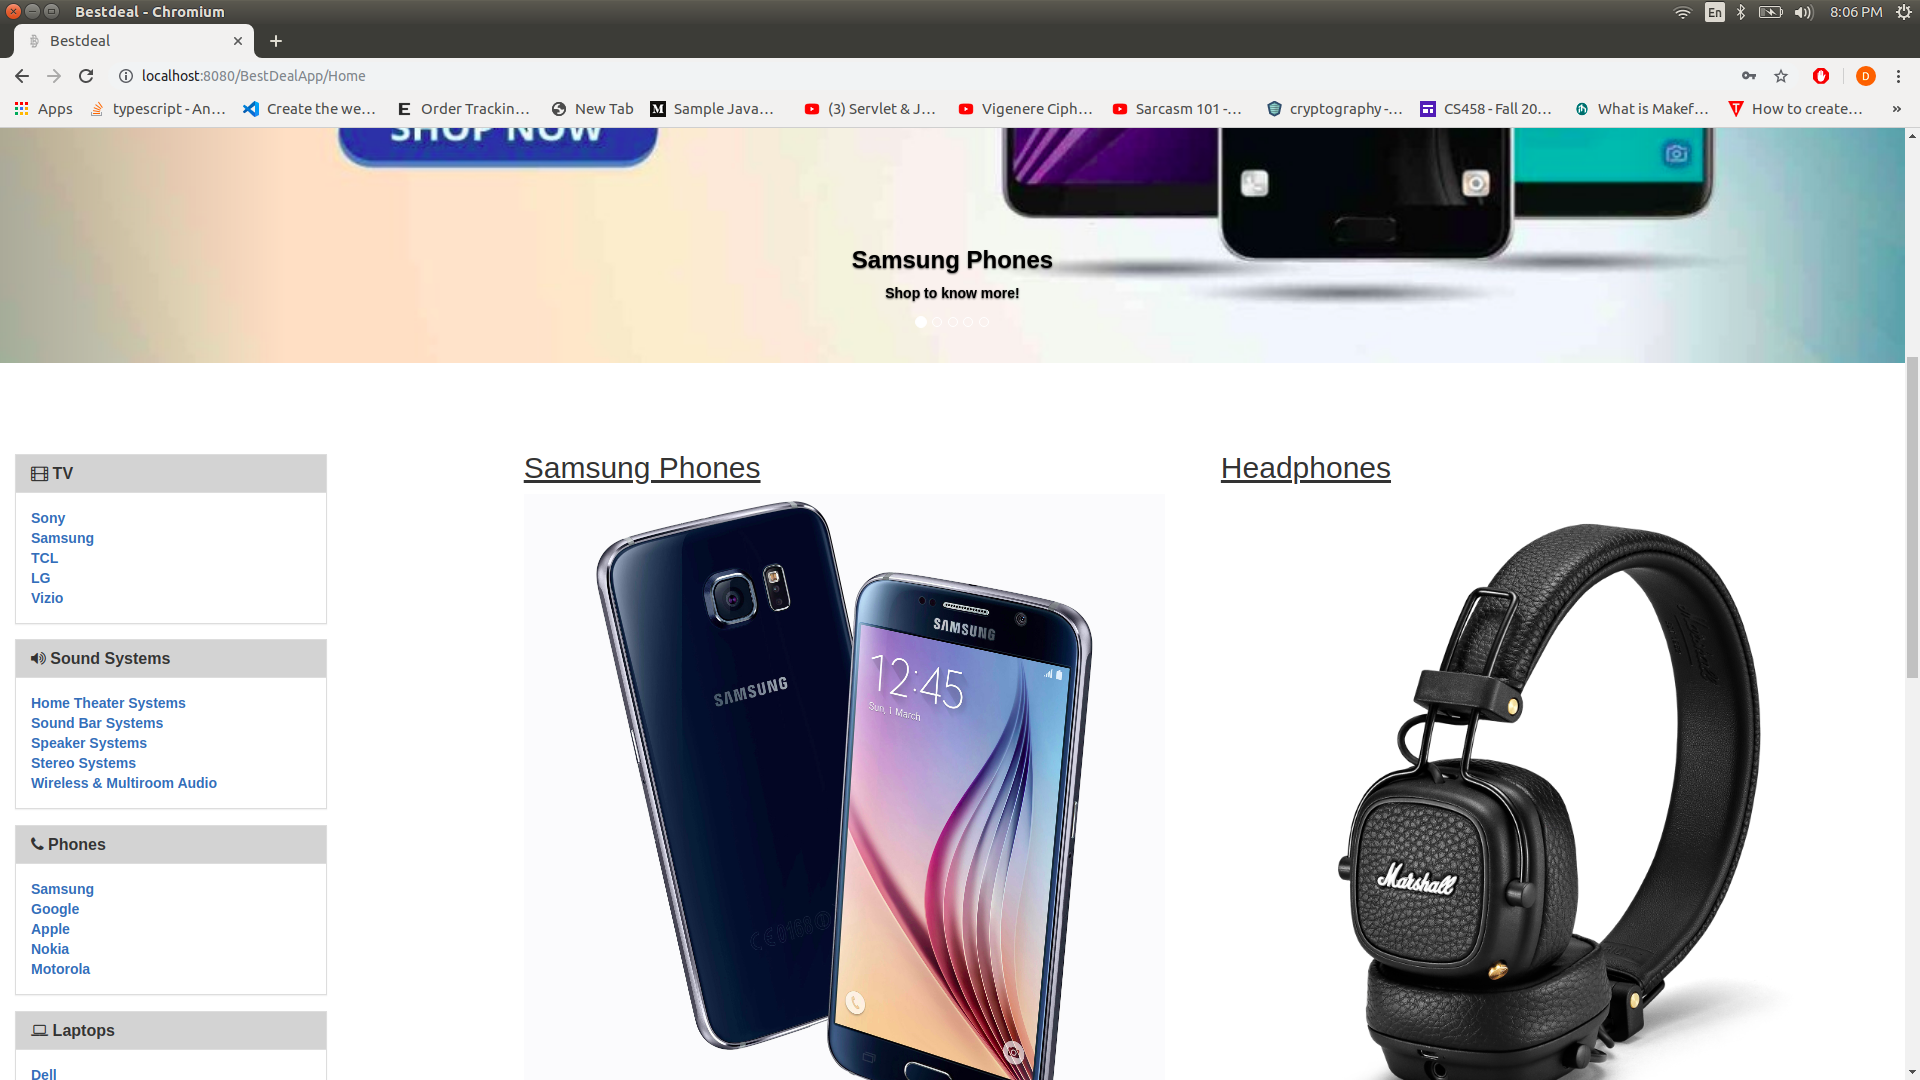 Bestdeal - Chromium
En
8:06 PM
Bestdeal
localhost:8080/BestDealApp/Home
D
Apps
typescript - An...
Create the we...
Order Trackin...
New Tab
Sample Java...
(3) Servlet & J...
Vigenere Ciph...
Sarcasm 101 -...
cryptography -...
CS458 - Fall 20...
What is Makef...
How to create...
»
SHOP NOW
Samsung Phones
Shop to know more!
TV
Sony
Samsung
TCL
LG
Vizio
Sound Systems
Home Theater Systems
Sound Bar Systems
Speaker Systems
Stereo Systems
Wireless & Multiroom Audio
Phones
Samsung
Google
Apple
Nokia
Motorola
Laptops
Dell
Samsung Phones
SAMSUNG
SAMSUNG
12:45
Sun, 1 March
CE0168
Headphones
Marshall